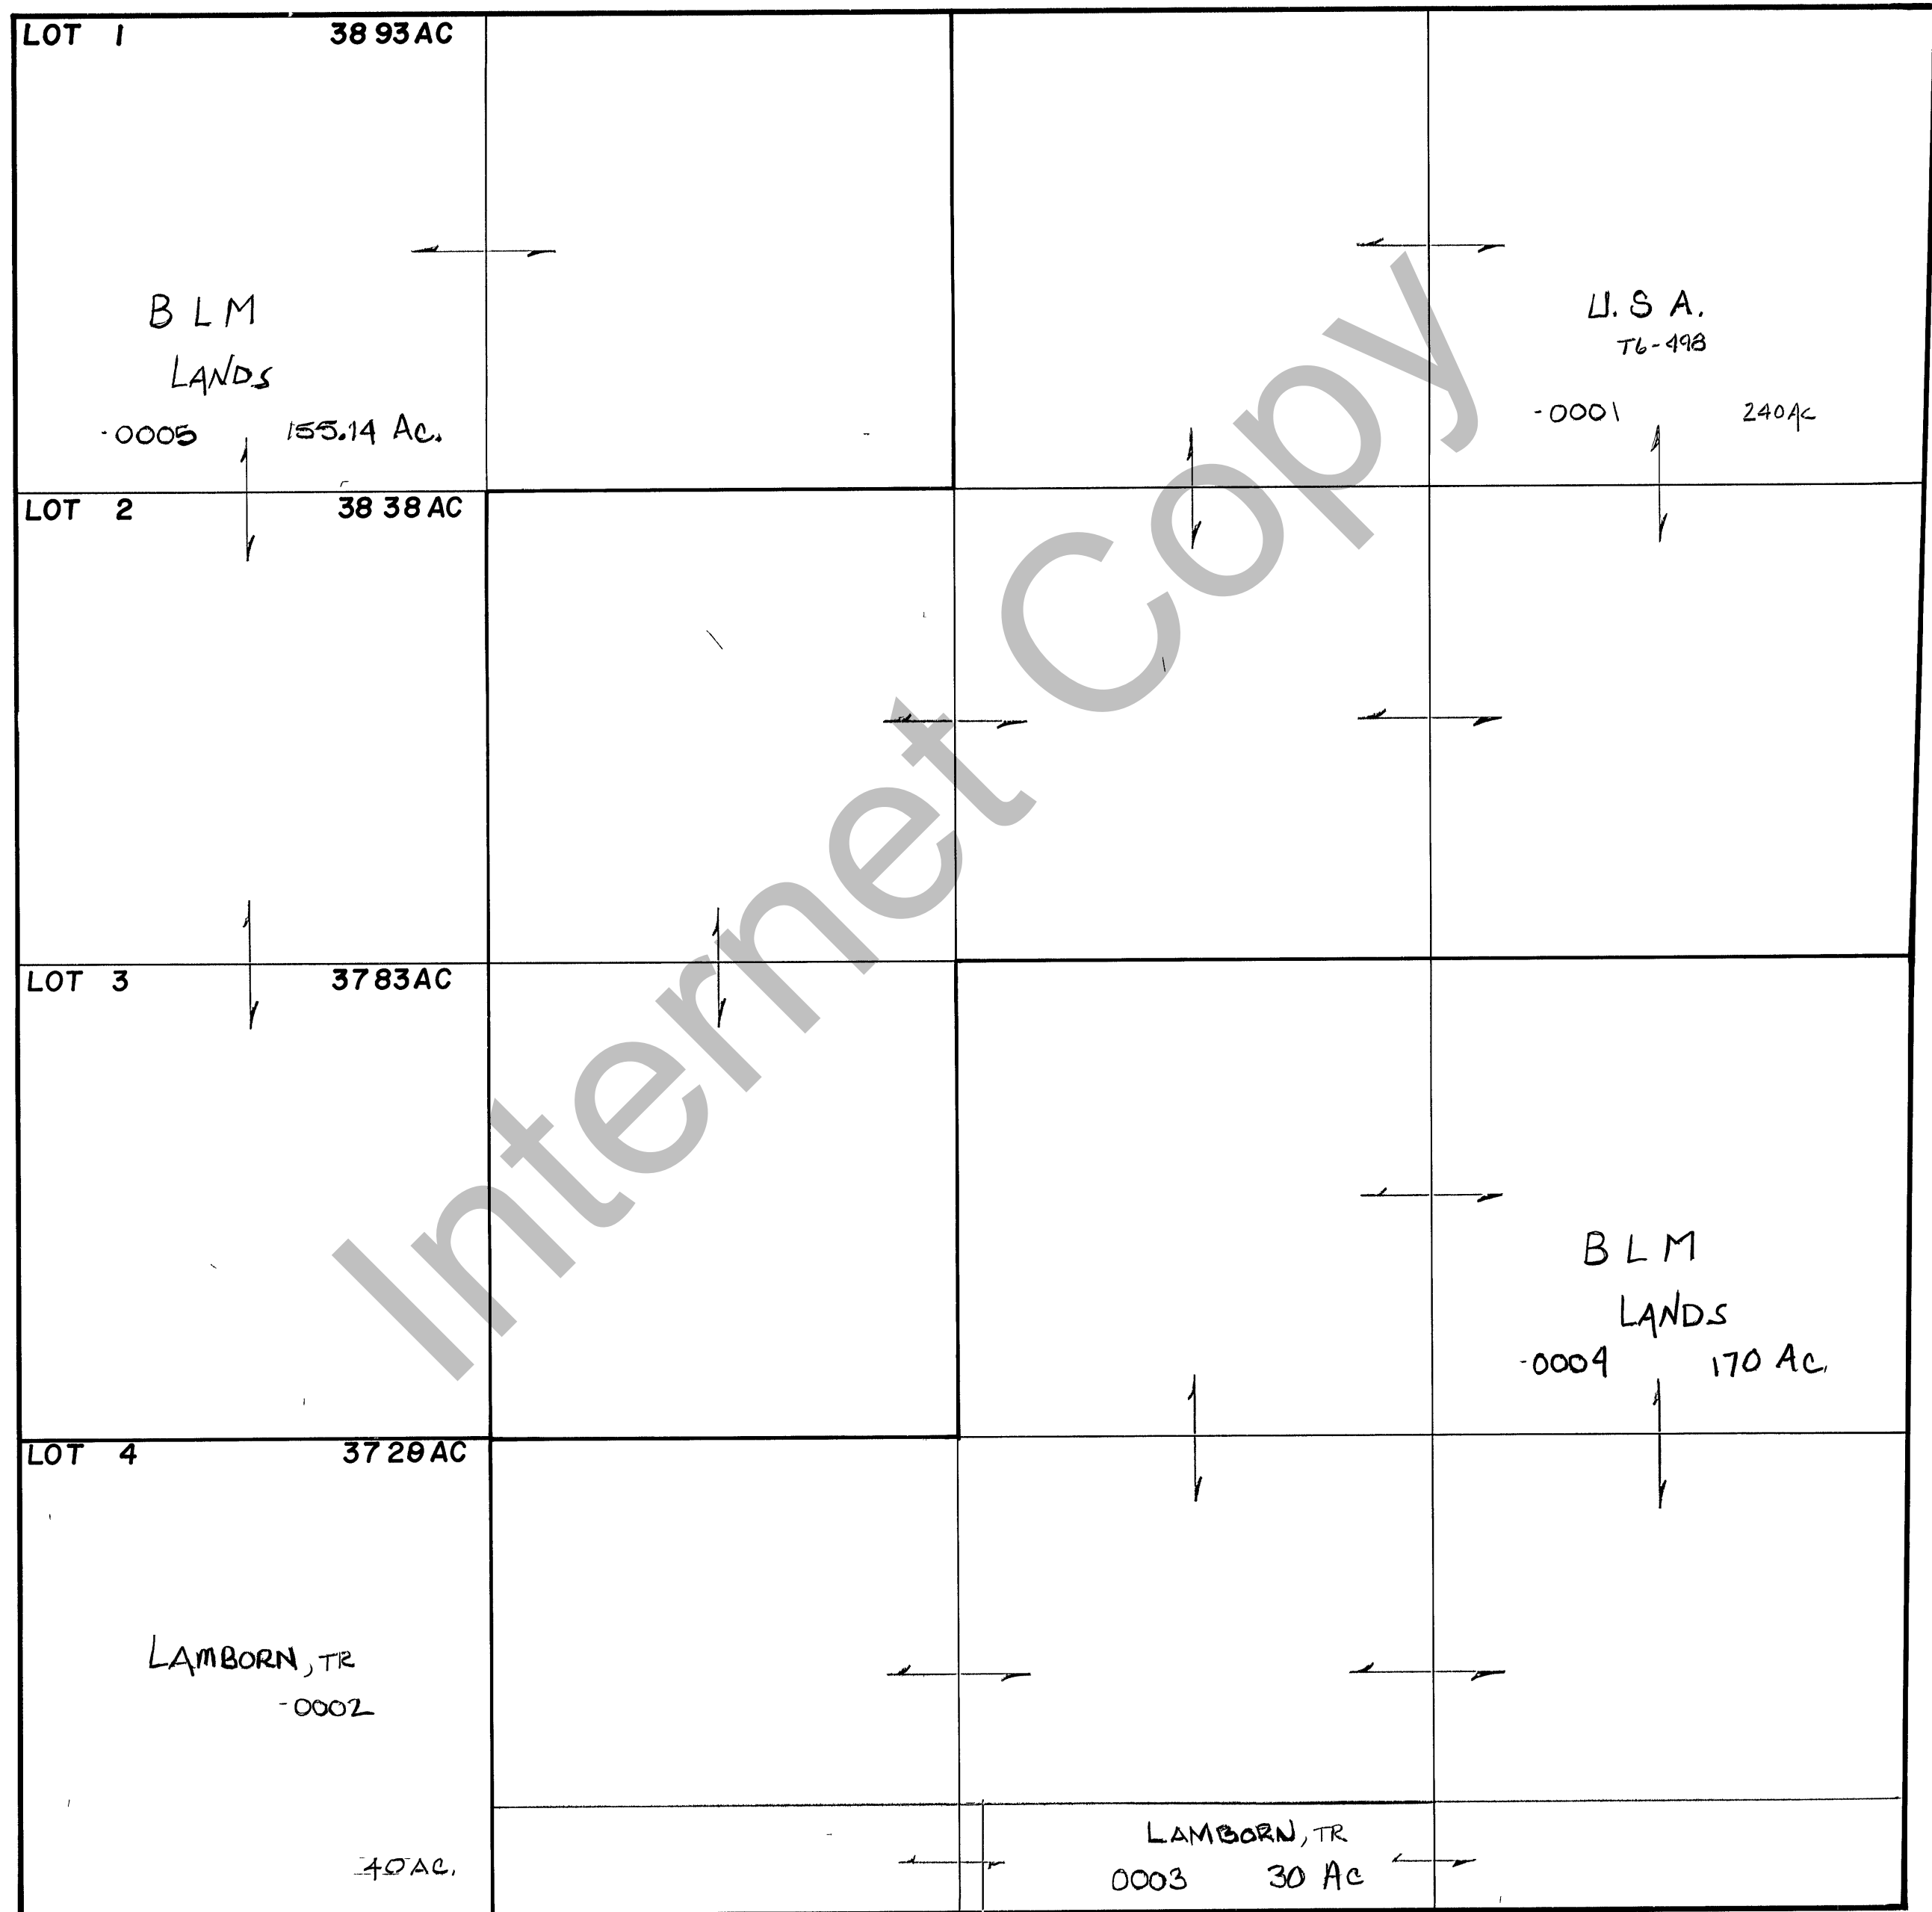 LOT 1 38 93 AC
B L M
LANDS
-0005 155.14 Ac.
U.S A.
T6-498
-0001 240 Ac
LOT 2 38 38 AC
LOT 3 37 83 AC
B L M
LANDS
-0004 170 Ac.
LOT 4 37 28 AC
LAMBORN, TR
-0002
40 AC.
LAMBORN, TR
0003 30 Ac
Internet Copy